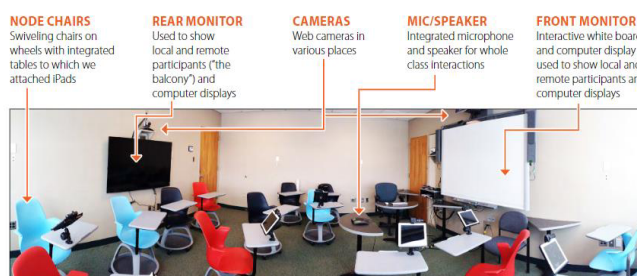 NODE CHAIRS
Swiveling chairs on
wheels with integrated
tables to which we
attached iPads
REAR MONITOR
Used to show
local and remote
participants ("the
balcony") and
computer displays
CAMERAS
Web cameras in
various places
MIC/SPEAKER
Integrated microphone
and speaker for whole
class interactions
FRONT MONITOR
Interactive white boar
and computer display
used to show local and
remote participants an
computer displays